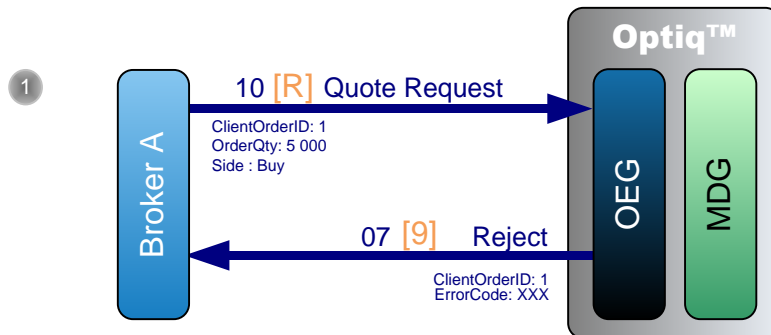 Optiq™
1
10 [R] Quote Request
ClientOrderID: 1
OrderQty: 5 000
Side : Buy
Broker A
OEG
MDG
07 [9] Reject
ClientOrderID: 1
ErrorCode: XXX